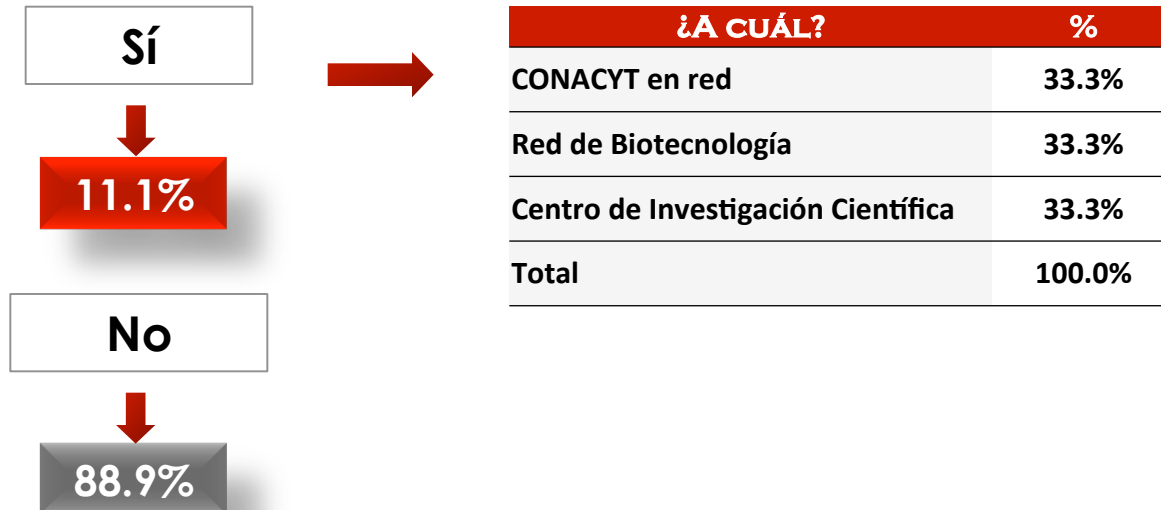 Sí
11.1%
No
88.9%
¿A CUÁL? %
CONACYT en red 33.3%
Red de Biotecnología 33.3%
Centro de Investigación Científica 33.3%
Total 100.0%